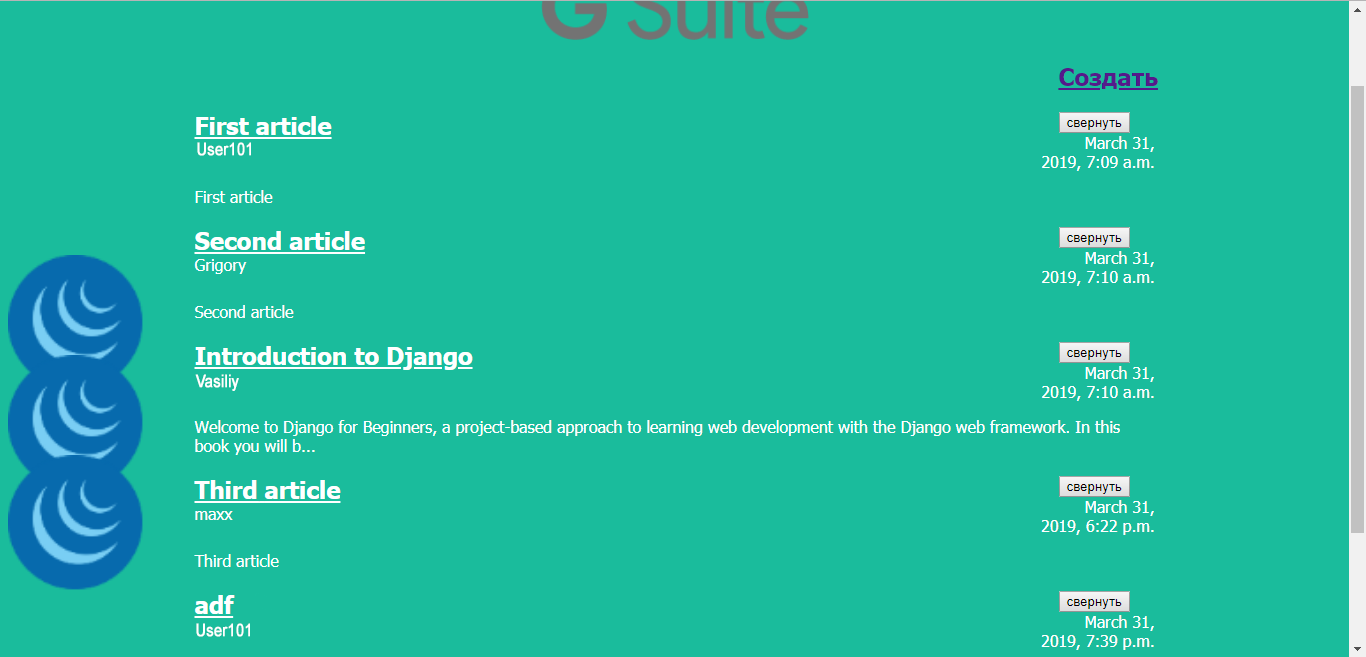 G Suite
Создать
First article
свернуть
User101
March 31,
2019, 7:09 a.m.
First article
Second article
свернуть
Grigory
March 31,
2019, 7:10 a.m.
Second article
Introduction to Django
свернуть
Vasiliy
March 31,
2019, 7:10 a.m.
Welcome to Django for Beginners, a project-based approach to learning web development with the Django web framework. In this
book you will b...
Third article
свернуть
maxx
March 31,
2019, 6:22 p.m.
Third article
adf
свернуть
User101
March 31,
2019, 7:39 p.m.